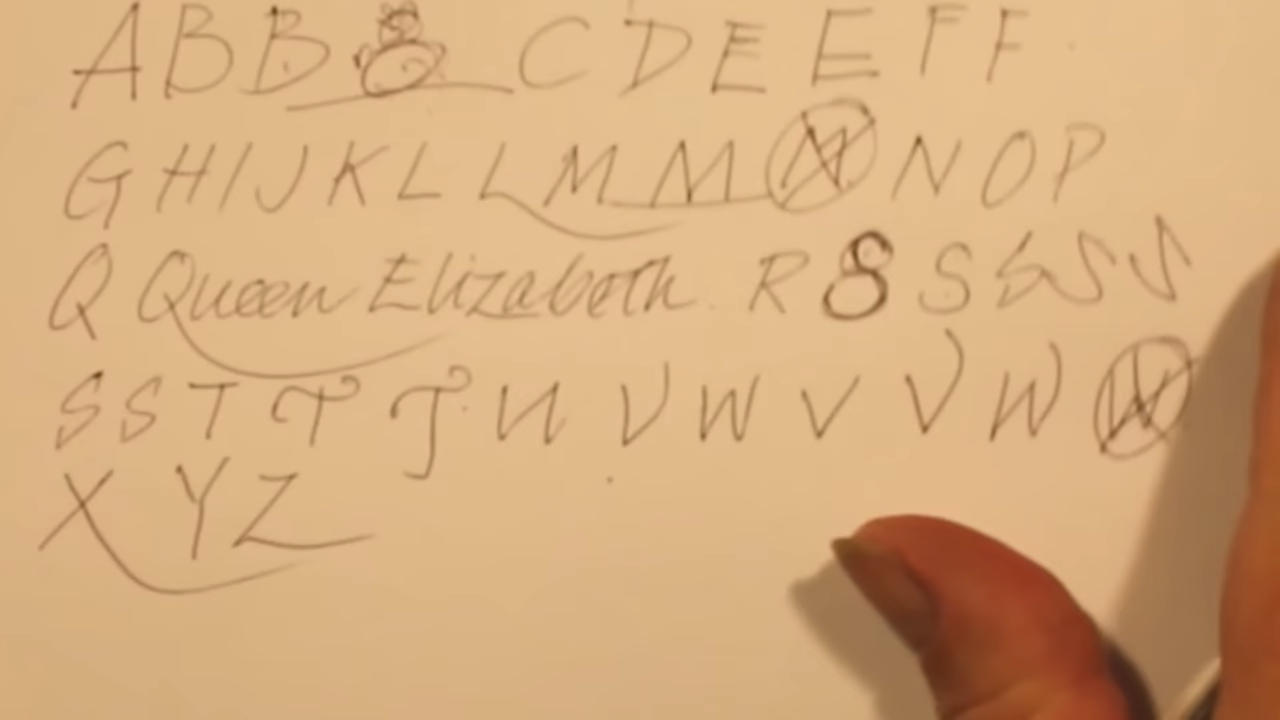 A B B C D E E F F
G H I J K L L M M N O P
Q Queen Elizabeth R S S S S S
S S T T T U V W V V W
X Y Z